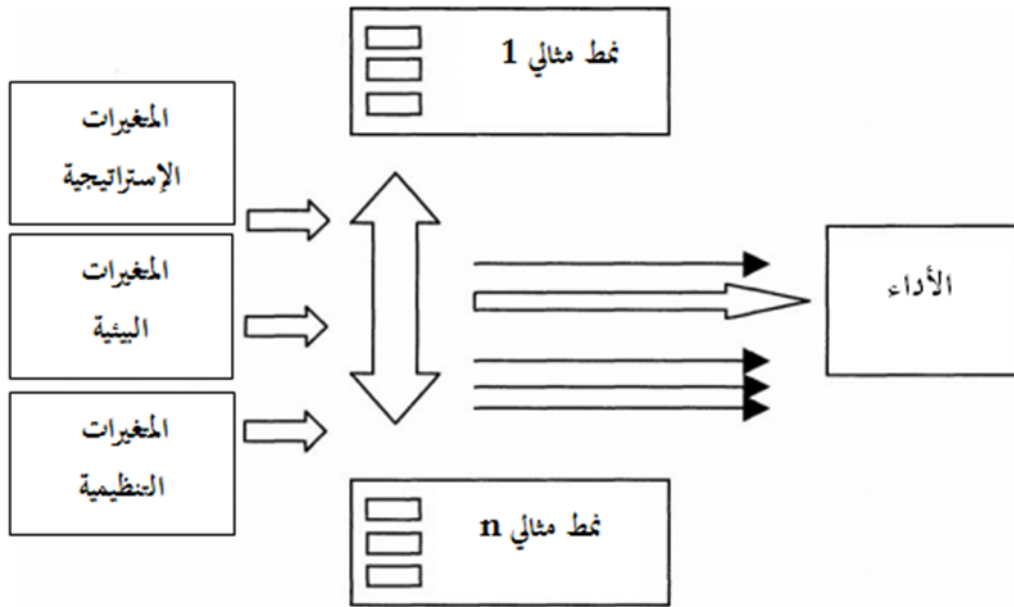 نمط مثالي 1
المتغيرات
الإستراتيجية
المتغيرات
البيئية
المتغيرات
التنظيمية
الأداء
نمط مثالي n